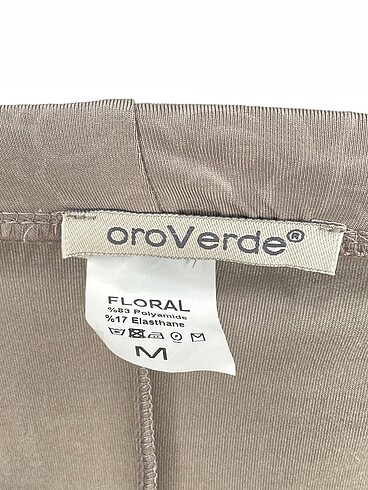 oroVerde®
FLORAL
%83 Polyamide
%17 Elasthane
M